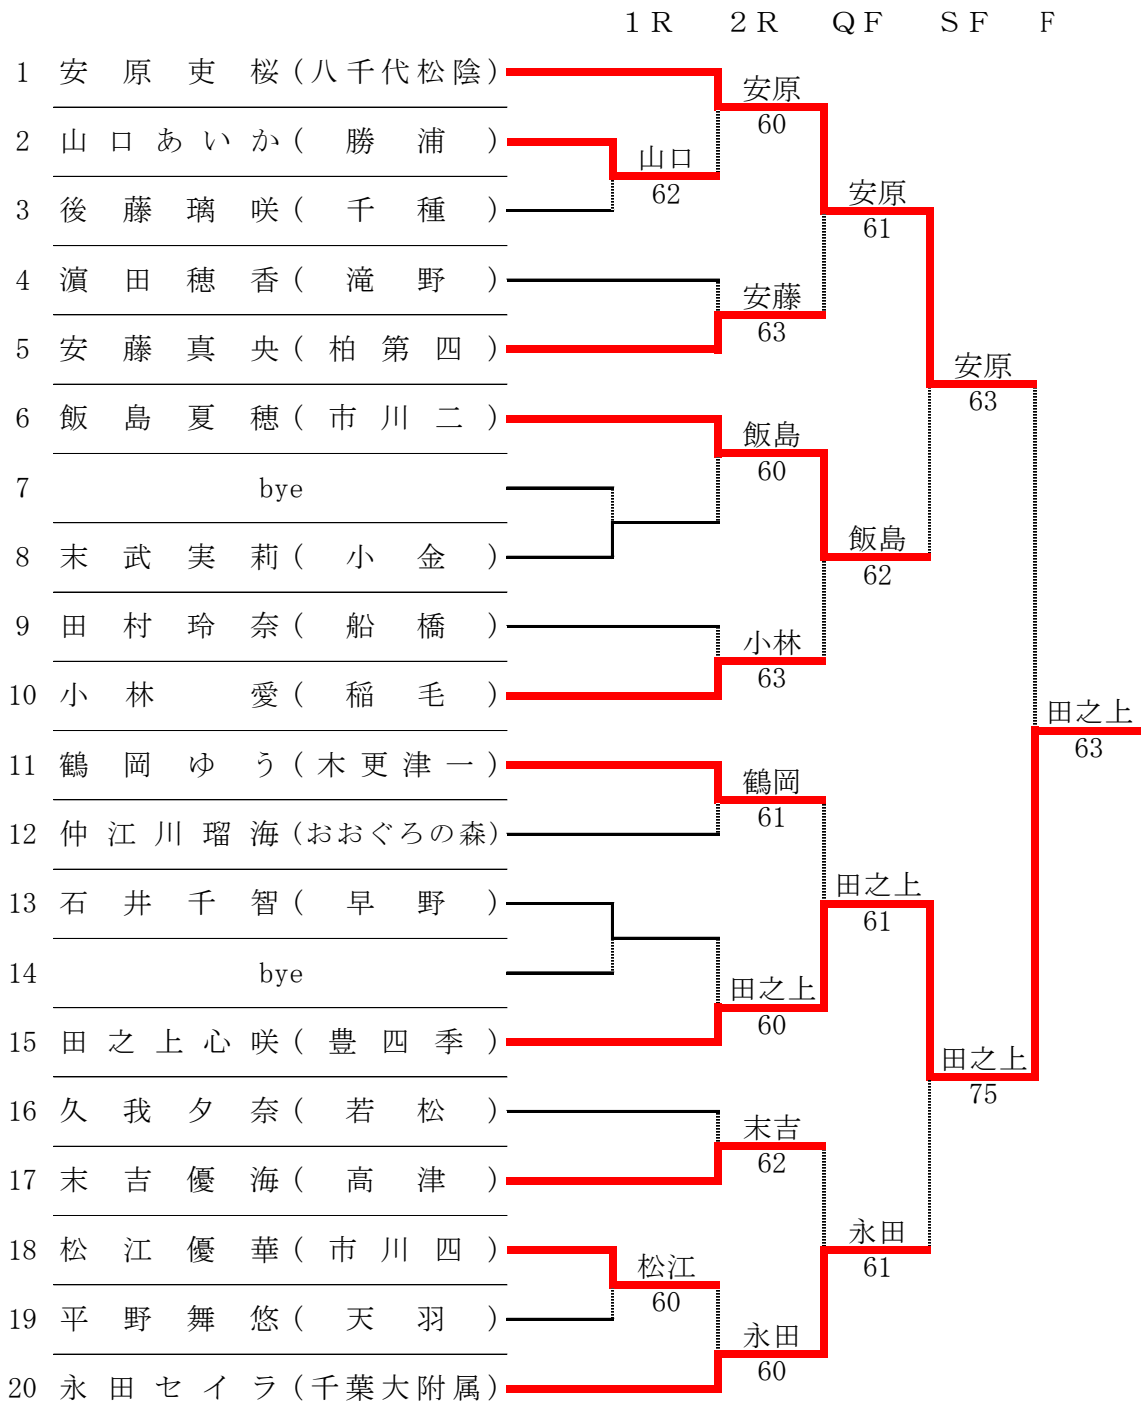 １R ２R QF SF F
1 安原吏桜(八千代松陰)
安原
60
2 山口あいか(勝浦)
山口
62
3 後藤璃咲(千種)
安原
61
4 濵田穂香(滝野)
安藤
63
5 安藤真央(柏第四)
安原
63
6 飯島夏穂(市川二)
飯島
60
7 bye
8 末武実莉(小金)
飯島
62
9 田村玲奈(船橋)
小林
63
10 小林愛(稲毛)
田之上
63
11 鶴岡ゆう(木更津一)
鶴岡
61
12 仲江川瑠海(おおぐろの森)
13 石井千智(早野)
田之上
61
14 bye
田之上
60
15 田之上心咲(豊四季)
田之上
75
16 久我夕奈(若松)
末吉
62
17 末吉優海(高津)
18 松江優華(市川四)
永田
61
松江
60
19 平野舞悠(天羽)
永田
60
20 永田セイラ(千葉大附属)